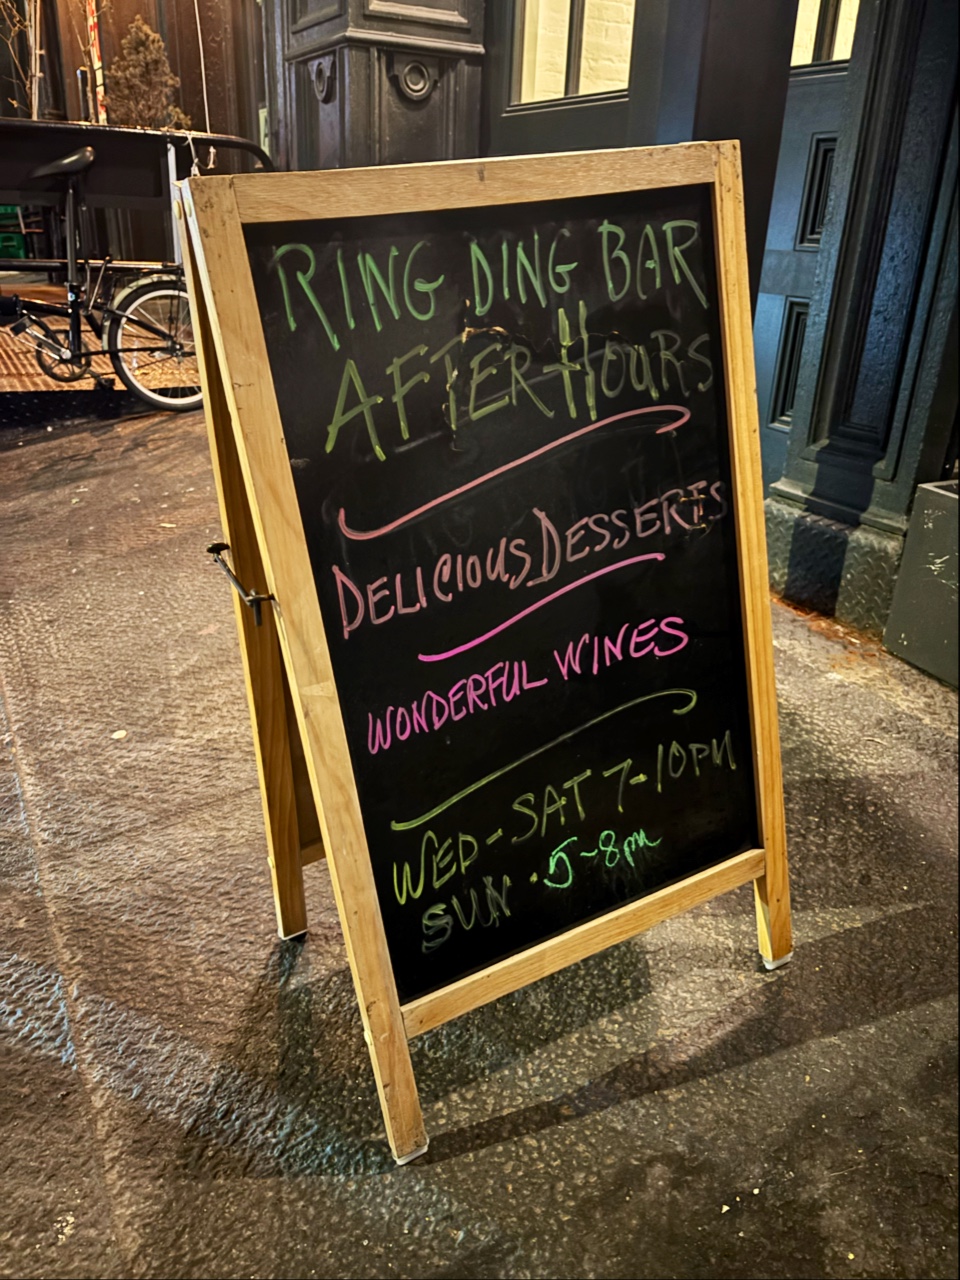 RING DING BAR
AFTER HOURS
DELICIOUS DESSERTS
WONDERFUL WINES
WED-SAT 7-10PM
SUN · 5-8pm